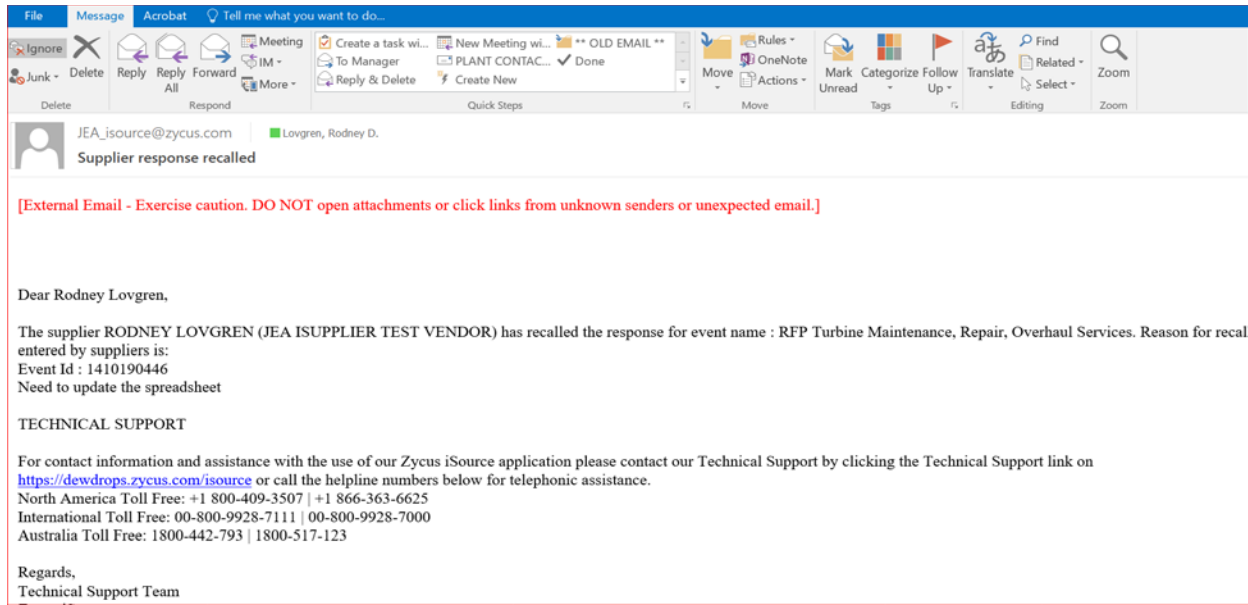 File Message Acrobat Tell me what you want to do...
Ignore
Junk
Delete
Reply
Reply All
Forward
Meeting
IM
More
Create a task wi...
To Manager
Reply & Delete
New Meeting wi...
PLANT CONTAC...
Create New
** OLD EMAIL **
Done
Move
Rules
OneNote
Actions
Mark Unread
Categorize
Follow Up
Translate
Find
Related
Select
Zoom
Delete Respond Quick Steps Move Tags Editing Zoom
JEA_isource@zycus.com Lovgren, Rodney D.
Supplier response recalled
[External Email - Exercise caution. DO NOT open attachments or click links from unknown senders or unexpected email.]
Dear Rodney Lovgren,
The supplier RODNEY LOVGREN (JEA ISUPPLIER TEST VENDOR) has recalled the response for event name : RFP Turbine Maintenance, Repair, Overhaul Services. Reason for recal
entered by suppliers is:
Event Id : 1410190446
Need to update the spreadsheet
TECHNICAL SUPPORT
For contact information and assistance with the use of our Zycus iSource application please contact our Technical Support by clicking the Technical Support link on
https://dewdrops.zycus.com/isource or call the helpline numbers below for telephonic assistance.
North America Toll Free: +1 800-409-3507 | +1 866-363-6625
International Toll Free: 00-800-9928-7111 | 00-800-9928-7000
Australia Toll Free: 1800-442-793 | 1800-517-123
Regards,
Technical Support Team